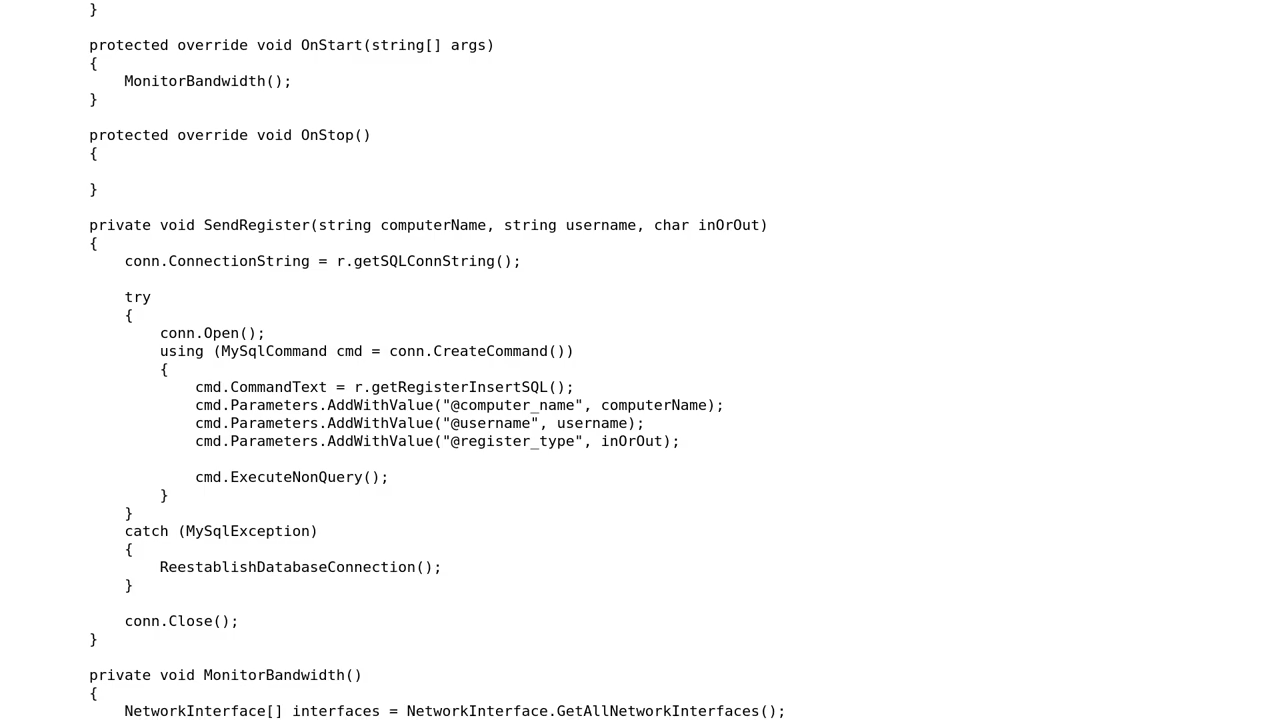 }
protected override void OnStart(string[] args)
{
MonitorBandwidth();
}
protected override void OnStop()
{
}
private void SendRegister(string computerName, string username, char inOrOut)
{
conn.ConnectionString = r.getSQLConnString();
try
{
conn.Open();
using (MySqlCommand cmd = conn.CreateCommand())
{
cmd.CommandText = r.getRegisterInsertSQL();
cmd.Parameters.AddWithValue("@computer_name", computerName);
cmd.Parameters.AddWithValue("@username", username);
cmd.Parameters.AddWithValue("@register_type", inOrOut);
cmd.ExecuteNonQuery();
}
}
catch (MySqlException)
{
ReestablishDatabaseConnection();
}
conn.Close();
}
private void MonitorBandwidth()
{
NetworkInterface[] interfaces = NetworkInterface.GetAllNetworkInterfaces();